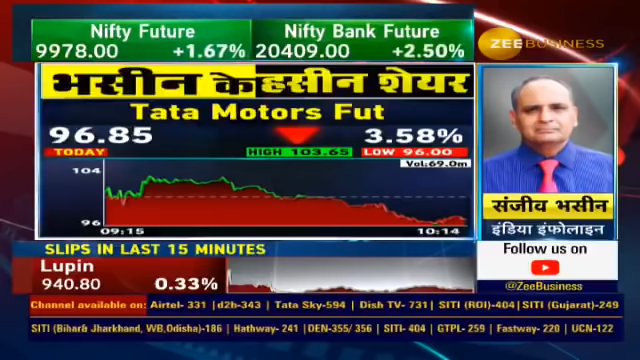 Nifty Future
9978.00 +1.67%
Nifty Bank Future
20409.00 +2.50%
ZEEBUSINESS
भसीन के हसीन शेयर
Tata Motors Fut
96.85 3.58%
TODAY HIGH 103.65 LOW 96.00
Vol:69.0m
104
96
09:15 10:14
संजीव भसीन
इंडिया इंफोलाइन
SLIPS IN LAST 15 MINUTES
Lupin
940.80 0.33%
Follow us on
@ZeeBusiness
Channel available on: Airtel- 331 | d2h-343 | Tata Sky-594 | Dish TV- 731 | SITI (ROI)-404 | SITI (Gujarat)-249
SITI (Bihar& Jharkhand, WB,Odisha)-186 | Hathway- 241 | DEN-355/ 356 | SITI- 404 | GTPL- 259 | Fastway- 220 | UCN-122